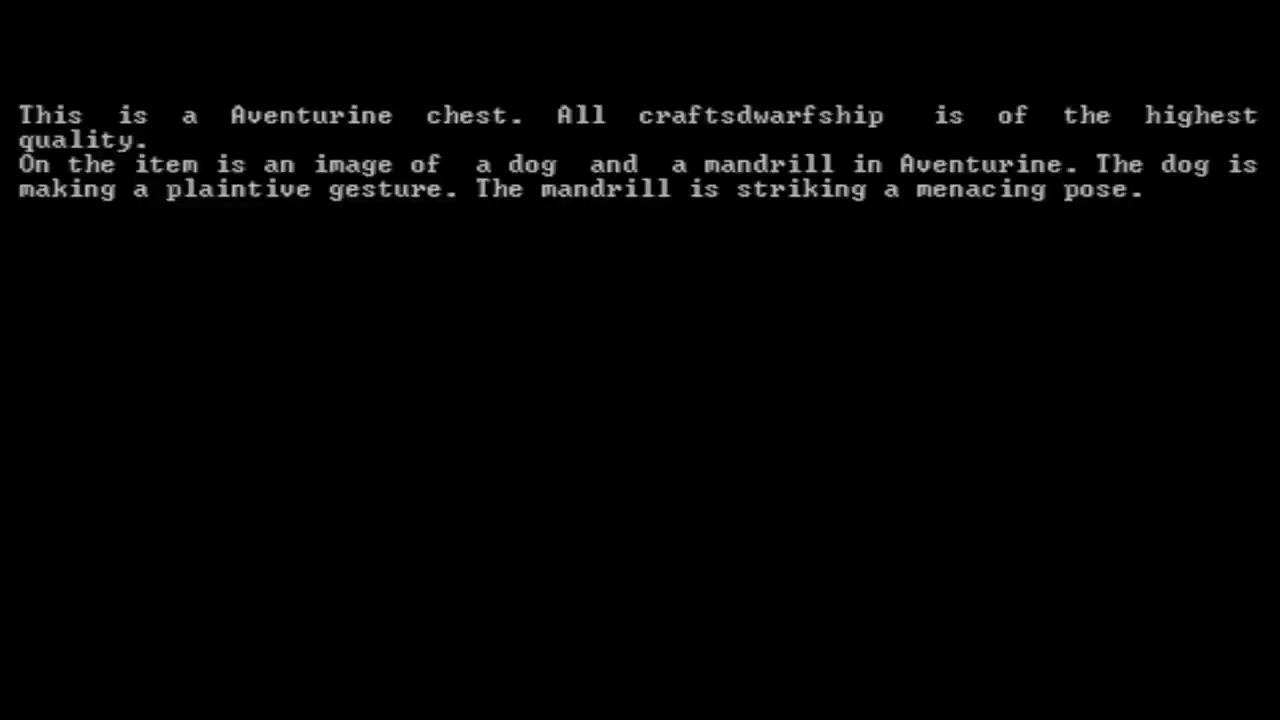 This is a Aventurine chest. All craftsdwarfship is of the highest
quality.
On the item is an image of a dog and a mandrill in Aventurine. The dog is
making a plaintive gesture. The mandrill is striking a menacing pose.